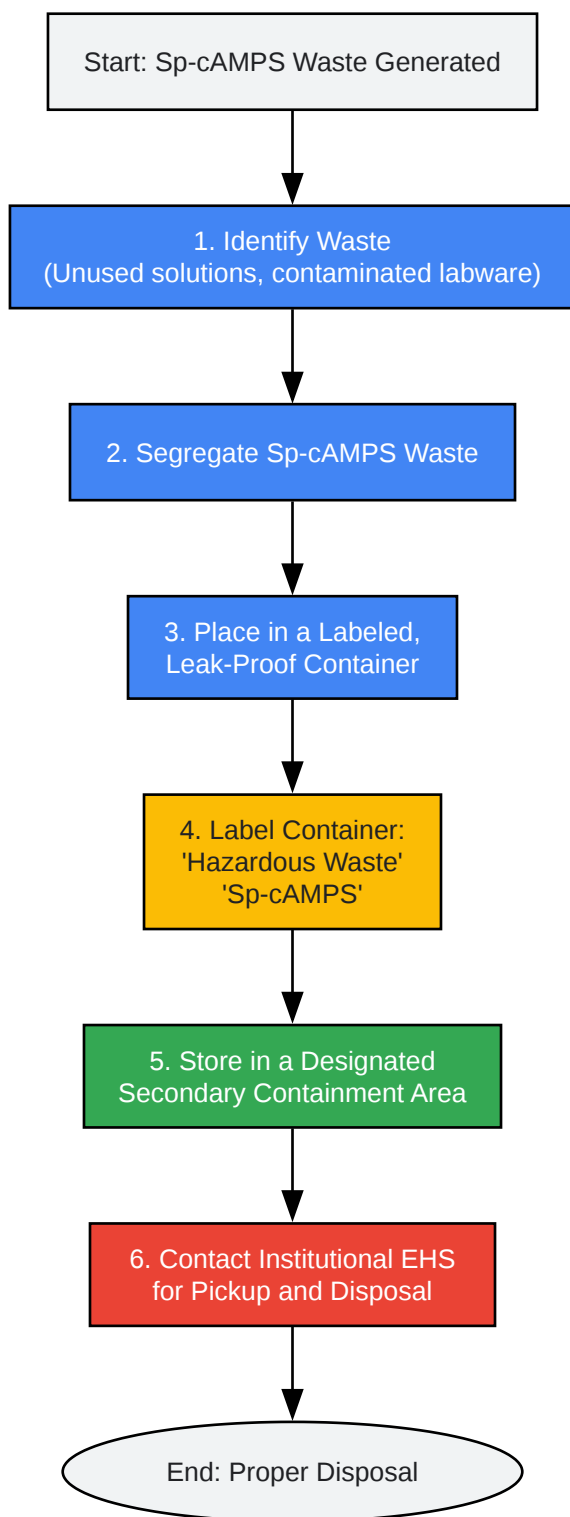 Start: Sp-cAMPS Waste Generated
1. Identify Waste
(Unused solutions, contaminated labware)
2. Segregate Sp-cAMPS Waste
3. Place in a Labeled,
Leak-Proof Container
4. Label Container:
'Hazardous Waste'
'Sp-cAMPS'
5. Store in a Designated
Secondary Containment Area
6. Contact Institutional EHS
for Pickup and Disposal
End: Proper Disposal